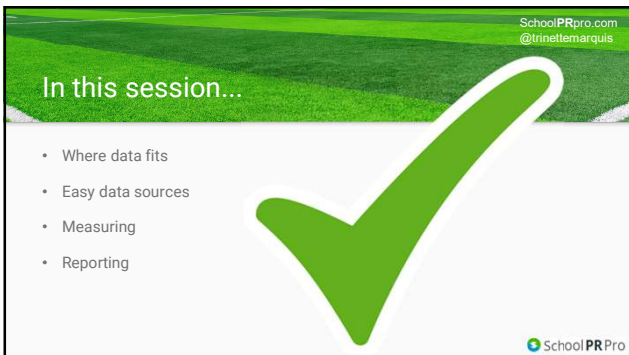 SchoolPRpro.com
@trinettemarquis
In this session...
• Where data fits
• Easy data sources
• Measuring
• Reporting
School PR Pro